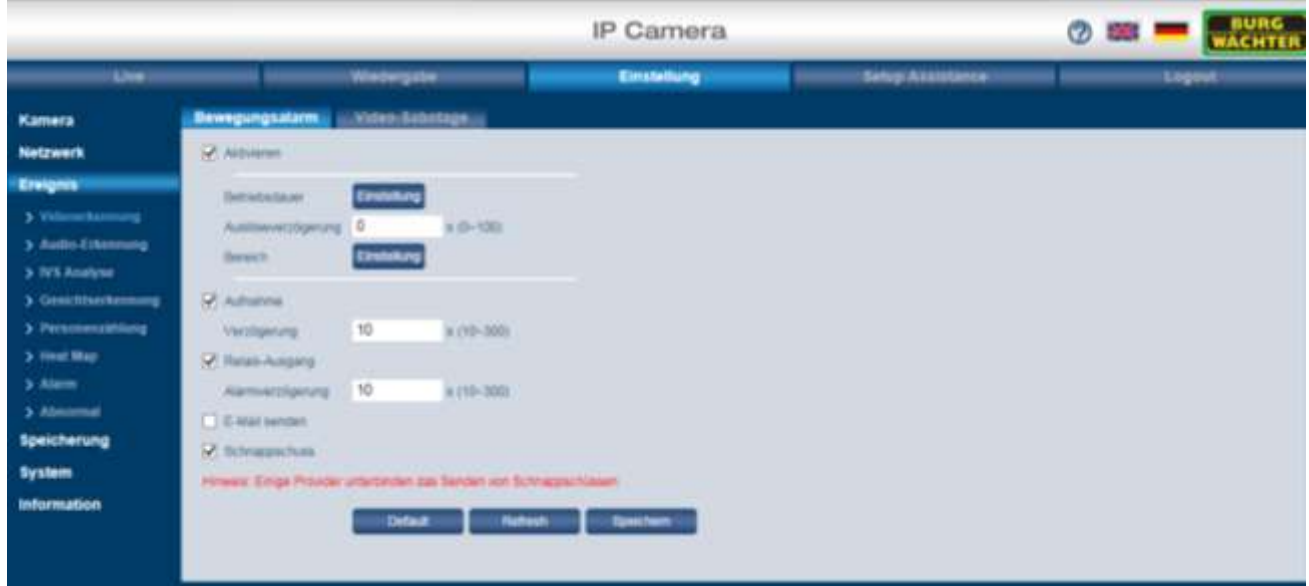 IP Camera
BURG
WÄCHTER
Live
Wiedergabe
Einstellung
Setup Assistance
Logout
Kamera
Netzwerk
Ereignis
> Videoerkennung
> Audio-Erkennung
> IVS Analyse
> Gesichtserkennung
> Personenzählung
> Heat Map
> Alarm
> Abnormal
Speicherung
System
Information
Bewegungsalarm
Video-Sabotage
Aktivieren
Betriebsdauer Einstellung
Auslöseverzögerung 0 s (0~100)
Bereich Einstellung
Aufnahme
Verzögerung 10 s (10~300)
Relais-Ausgang
Alarmverzögerung 10 s (10~300)
E-Mail senden
Schnappschuss
Hinweis: Einige Provider unterbinden das Senden von Schnappschüssen
Default Refresh Speichern